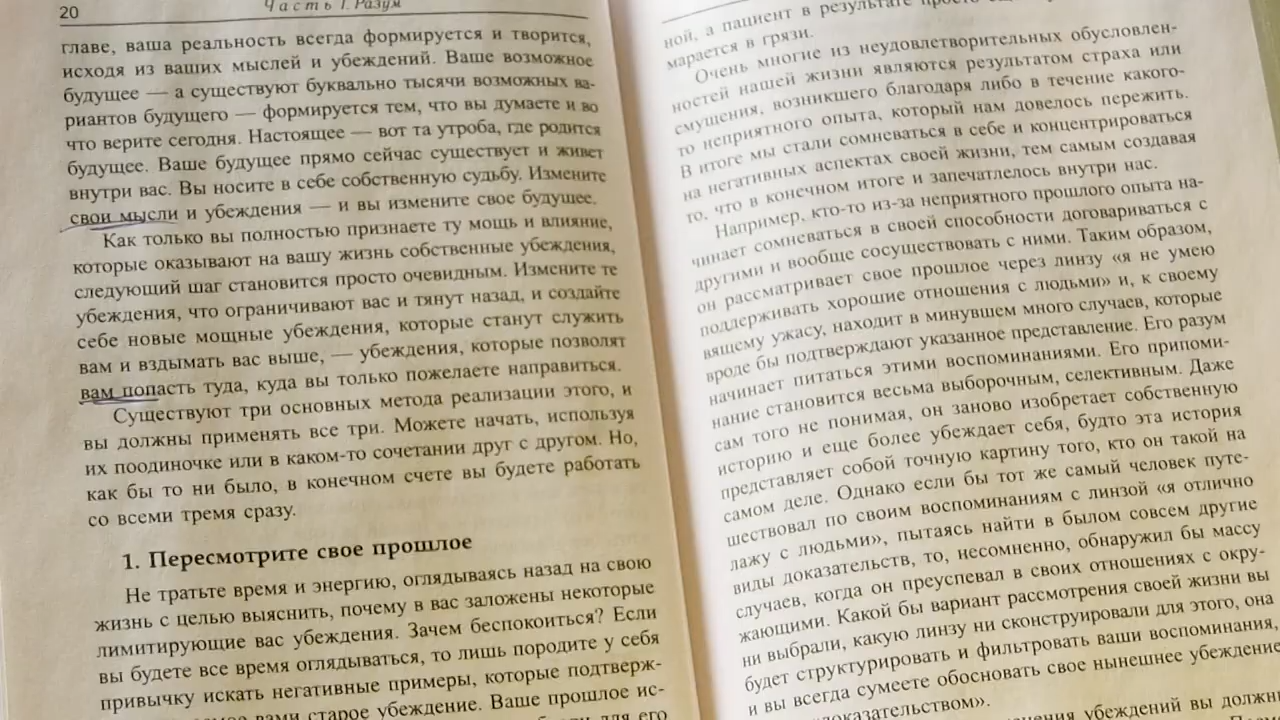 20
Часть I. Разум
главе, ваша реальность всегда формируется и творится,
исходя из ваших мыслей и убеждений. Ваше возможное
будущее — а существуют буквально тысячи возможных ва-
риантов будущего — формируется тем, что вы думаете и во
что верите сегодня. Настоящее — вот та утроба, где родится
будущее. Ваше будущее прямо сейчас существует и живет
внутри вас. Вы носите в себе собственную судьбу. Измените
свои мысли и убеждения — и вы измените свое будущее.
Как только вы полностью признаете ту мощь и влияние,
которые оказывают на вашу жизнь собственные убеждения,
следующий шаг становится просто очевидным. Измените те
убеждения, что ограничивают вас и тянут назад, и создайте
себе новые мощные убеждения, которые станут служить
вам и вздымать вас выше, — убеждения, которые позволят
вам попасть туда, куда вы только пожелаете направиться.
Существуют три основных метода реализации этого, и
вы должны применять все три. Можете начать, используя
их поодиночке или в каком-то сочетании друг с другом. Но,
как бы то ни было, в конечном счете вы будете работать
со всеми тремя сразу.
1. Пересмотрите свое прошлое
Не тратьте время и энергию, оглядываясь назад на свою
жизнь с целью выяснить, почему в вас заложены некоторые
лимитирующие вас убеждения. Зачем беспокоиться? Если
вы будете все время оглядываться, то лишь породите у себя
привычку искать негативные примеры, которые подтверж-
вами старое убеждение. Ваше прошлое ис-
для его
ной, а пациент в результате просто
марается в грязи.
Очень многие из неудовлетворительных обусловлен-
ностей нашей жизни являются результатом страха или
смущения, возникшего благодаря либо в течение какого-
то неприятного опыта, который нам довелось пережить.
В итоге мы стали сомневаться в себе и концентрироваться
на негативных аспектах своей жизни, тем самым создавая
то, что в конечном итоге и запечатлелось внутри нас.
Например, кто-то из-за неприятного прошлого опыта на-
чинает сомневаться в своей способности договариваться с
другими и вообще сосуществовать с ними. Таким образом,
он рассматривает свое прошлое через линзу «я не умею
поддерживать хорошие отношения с людьми» и, к своему
вящему ужасу, находит в минувшем много случаев, которые
вроде бы подтверждают указанное представление. Его разум
начинает питаться этими воспоминаниями. Его припоми-
нание становится весьма выборочным, селективным. Даже
сам того не понимая, он заново изобретает собственную
историю и еще более убеждает себя, будто эта история
представляет собой точную картину того, кто он такой на
самом деле. Однако если бы тот же самый человек путе-
шествовал по своим воспоминаниям с линзой «я отлично
лажу с людьми», пытаясь найти в былом совсем другие
виды доказательств, то, несомненно, обнаружил бы массу
случаев, когда он преуспевал в своих отношениях с окру-
жающими. Какой бы вариант рассмотрения своей жизни вы
ни выбрали, какую линзу ни сконструировали для этого, она
будет структурировать и фильтровать ваши воспоминания,
и вы всегда сумеете обосновать свое нынешнее убеждение
«доказательством».
убеждений вы должны